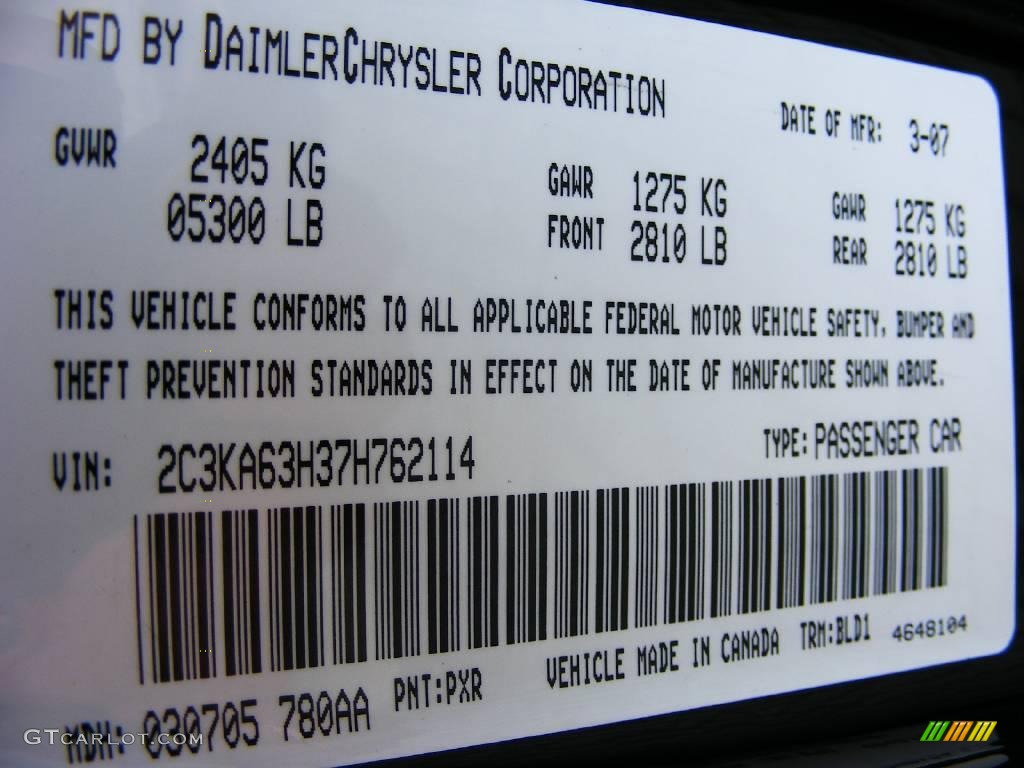 MFD BY DAIMLERCHRYSLER CORPORATION
DATE OF MFR: 3-07
GVWR 2405 KG
05300 LB
GAWR 1275 KG
FRONT 2810 LB
GAWR 1275 KG
REAR 2810 LB
THIS VEHICLE CONFORMS TO ALL APPLICABLE FEDERAL MOTOR VEHICLE SAFETY, BUMPER AND
THEFT PREVENTION STANDARDS IN EFFECT ON THE DATE OF MANUFACTURE SHOWN ABOVE.
VIN: 2C3KA63H37H762114
TYPE: PASSENGER CAR
MDH: 030705 780AA
PNT:PXR
VEHICLE MADE IN CANADA
TRM:BLD1
4648104
GTCARLOT.COM